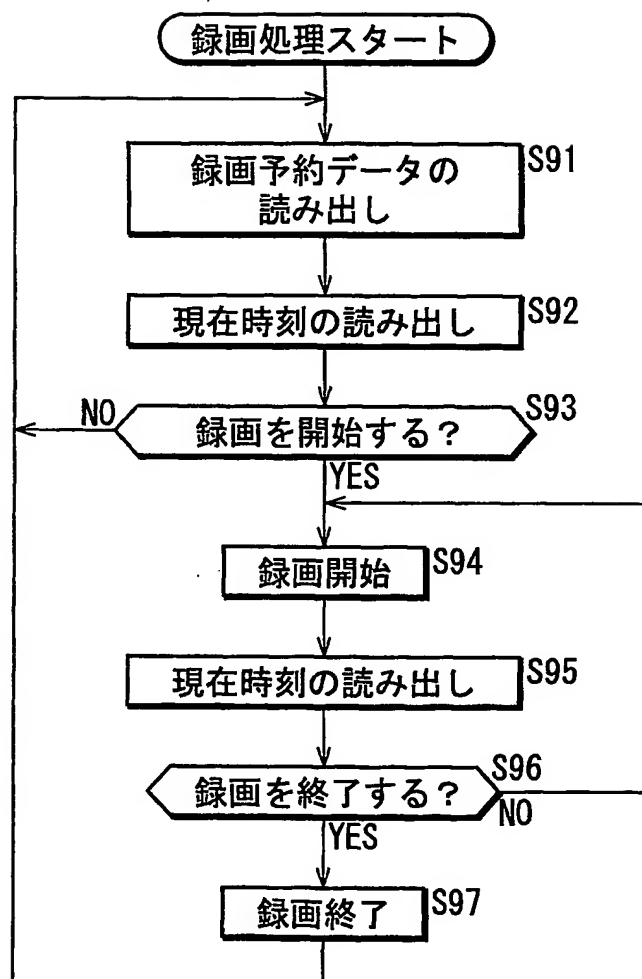 録画処理スタート
録画予約データの
読み出し
S91
現在時刻の読み出し
S92
録画を開始する?
S93
NO
YES
録画開始
S94
現在時刻の読み出し
S95
録画を終了する?
S96
NO
YES
録画終了
S97